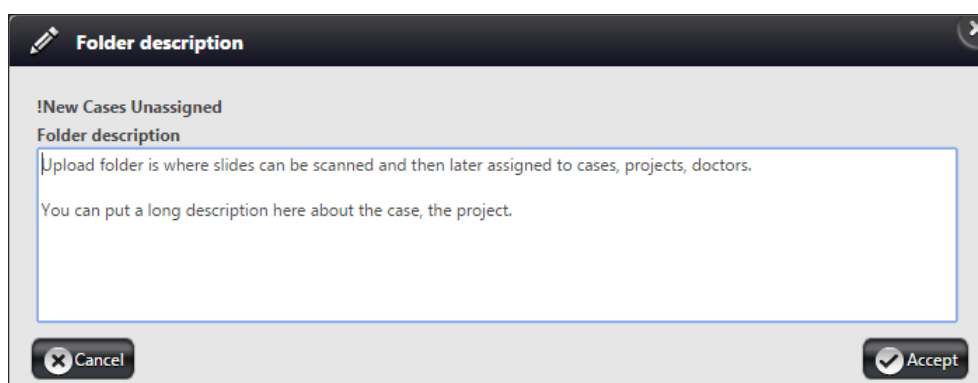 Folder description
!New Cases Unassigned
Folder description
Upload folder is where slides can be scanned and then later assigned to cases, projects, doctors.
You can put a long description here about the case, the project.
Cancel
Accept